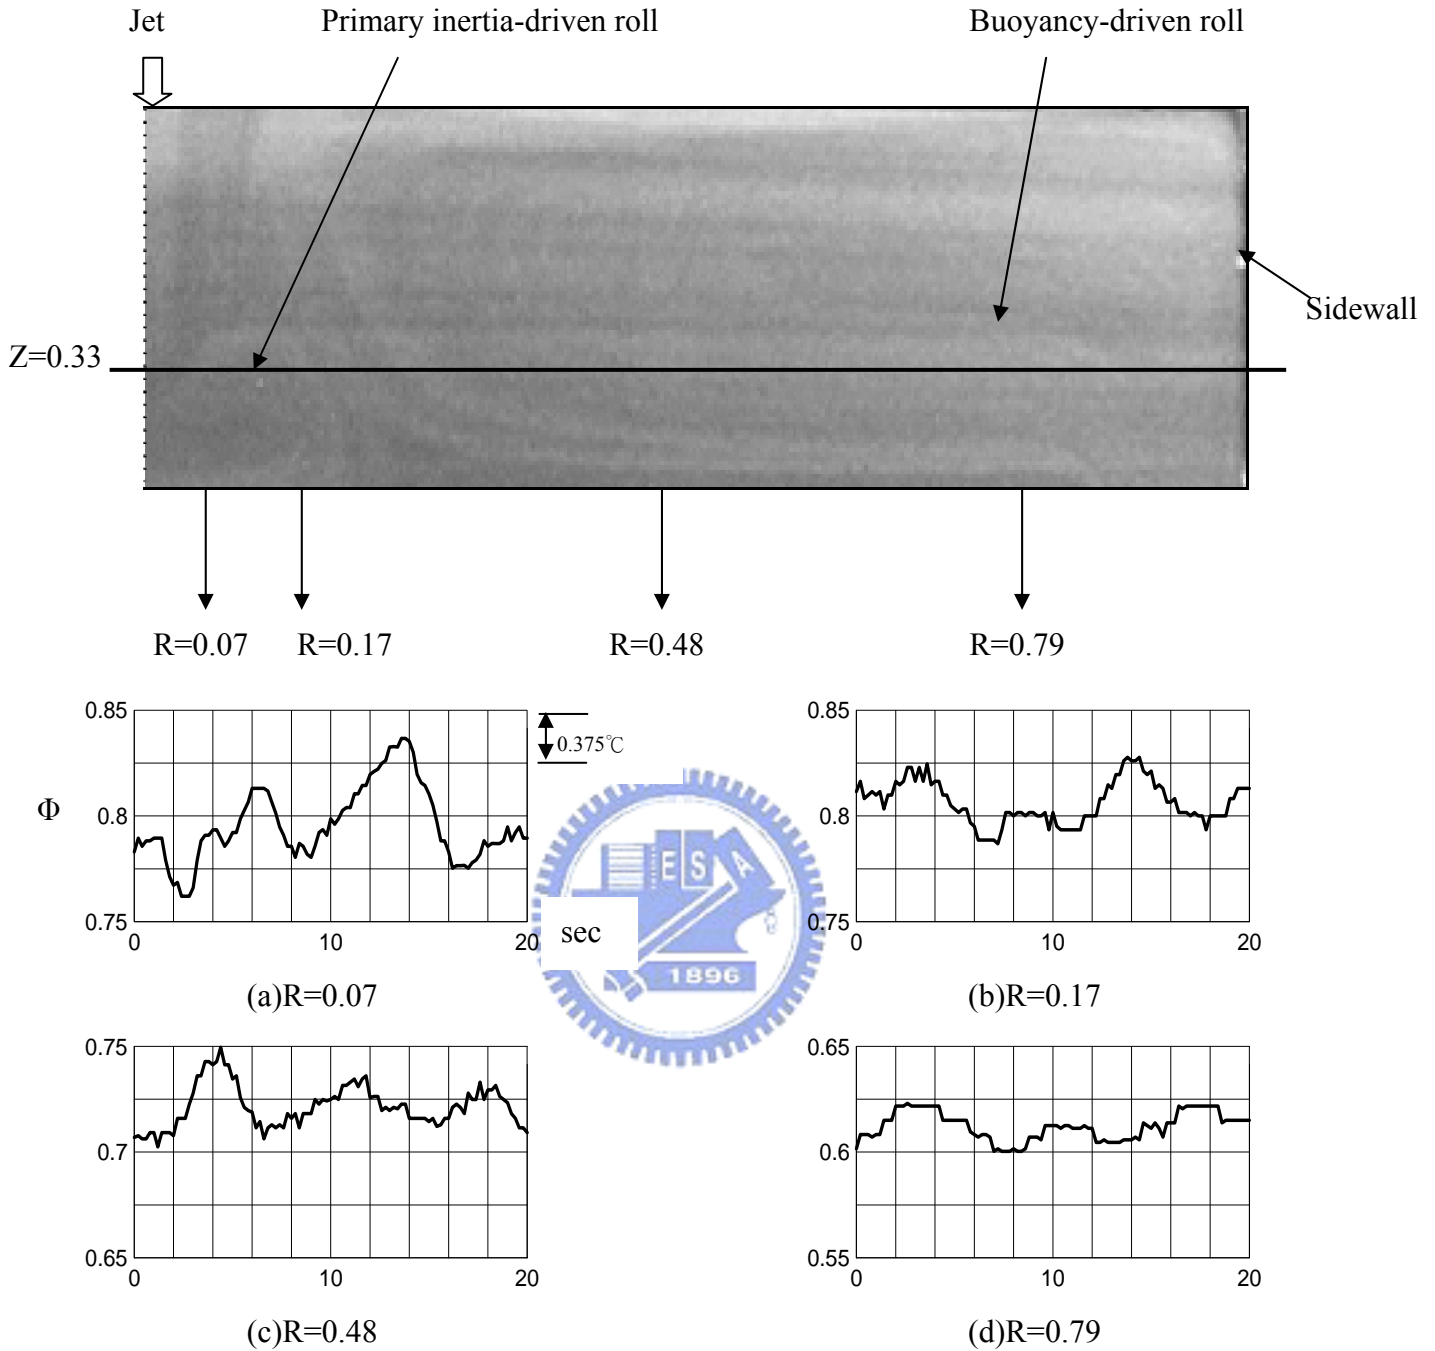 Jet Primary inertia-driven roll Buoyancy-driven roll
Sidewall
Z=0.33
R=0.07 R=0.17 R=0.48 R=0.79
0.85
0.8
0.75
Φ
0 10 20
sec
0.375℃
(a)R=0.07
0.85
0.8
0.75
0 10 20
(b)R=0.17
E S A
1896
0.75
0.7
0.65
0 10 20
(c)R=0.48
0.65
0.6
0.55
0 10 20
(d)R=0.79